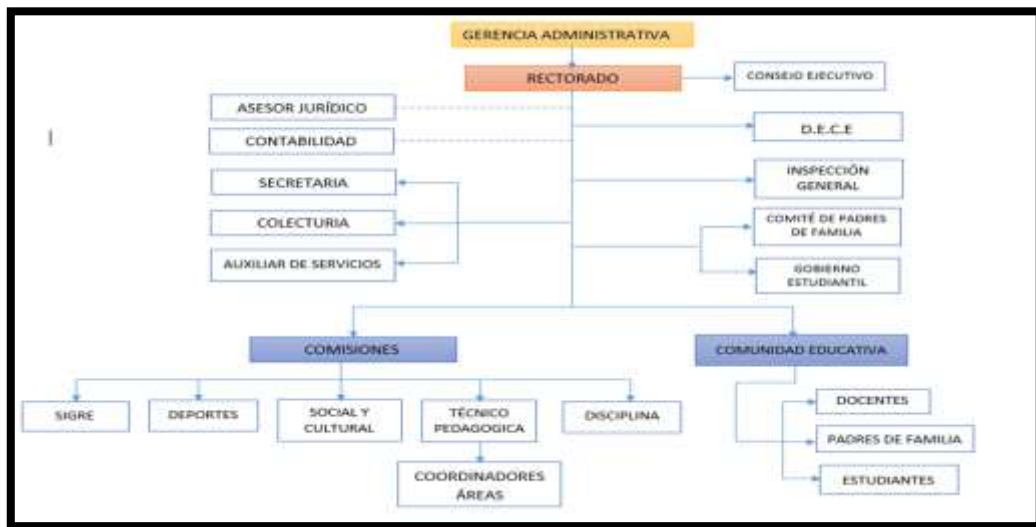 GERENCIA ADMINISTRATIVA
RECTORADO
CONSEJO EJECUTIVO
ASESOR JURÍDICO
D.E.C.E
CONTABILIDAD
SECRETARIA
INSPECCIÓN
GENERAL
COLECTURIA
COMITÉ DE PADRES
DE FAMILIA
AUXILIAR DE SERVICIOS
GOBIERNO
ESTUDIANTIL
COMISIONES
COMUNIDAD EDUCATIVA
SIGRE
DEPORTES
SOCIAL Y
CULTURAL
TÉCNICO
PEDAGOGICA
DISCIPLINA
COORDINADORES
ÁREAS
DOCENTES
PADRES DE FAMILIA
ESTUDIANTES